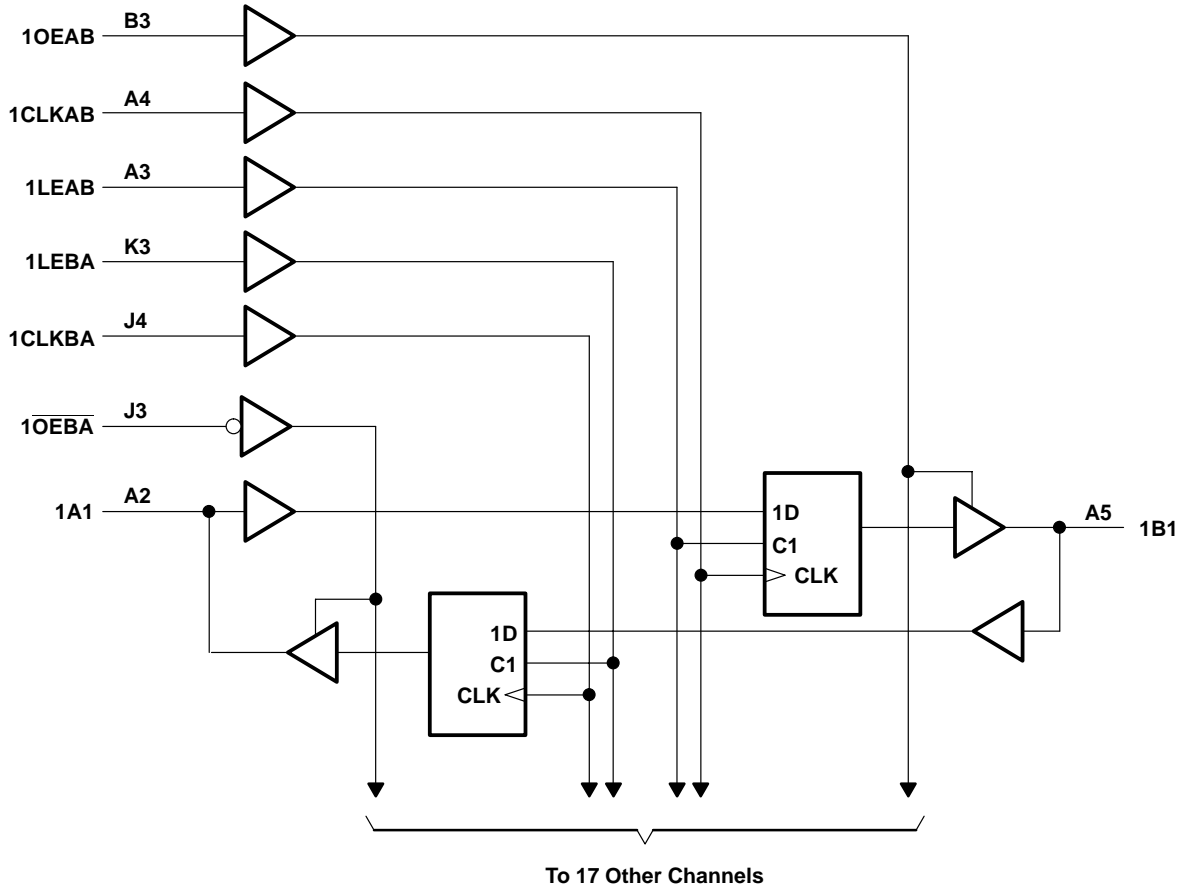 1OEAB B3
1CLKAB A4
1LEAB A3
1LEBA K3
1CLKBA J4
1O̅E̅B̅A̅ J3
1A1 A2
1D
C1
CLK
A5 1B1
1D
C1
CLK
To 17 Other Channels